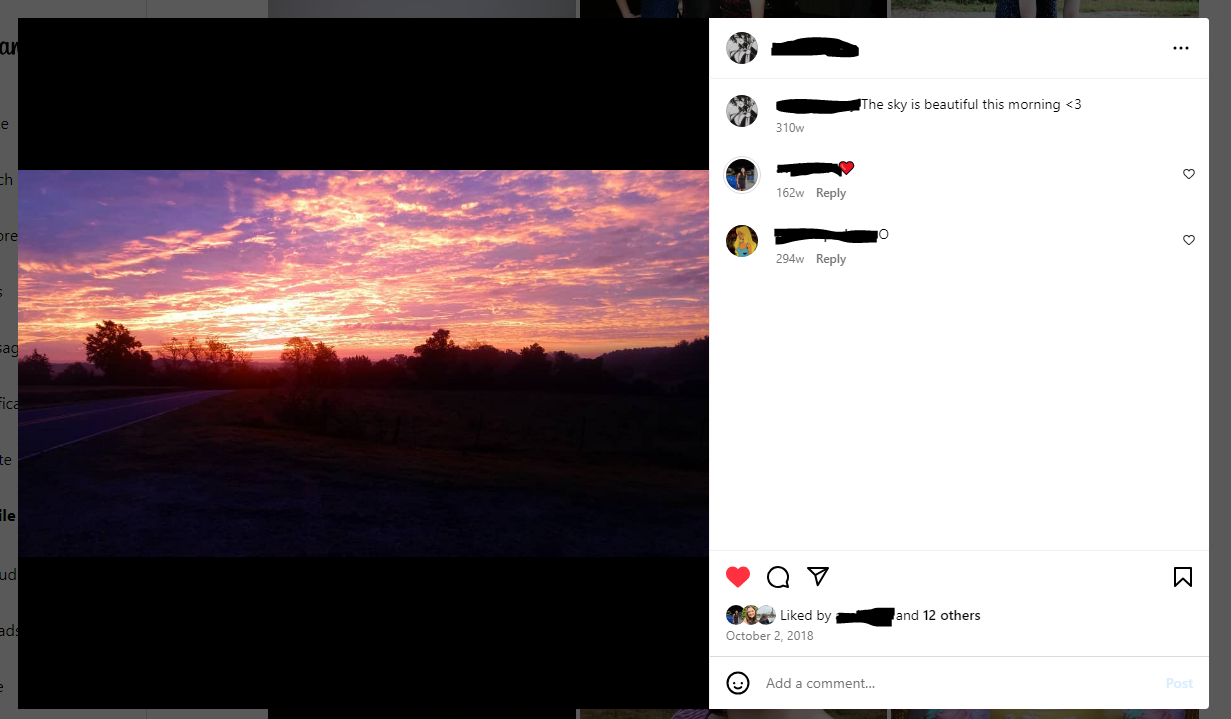 The sky is beautiful this morning <3
310w
162w Reply
O
294w Reply
Liked by and 12 others
October 2, 2018
Add a comment...
Post